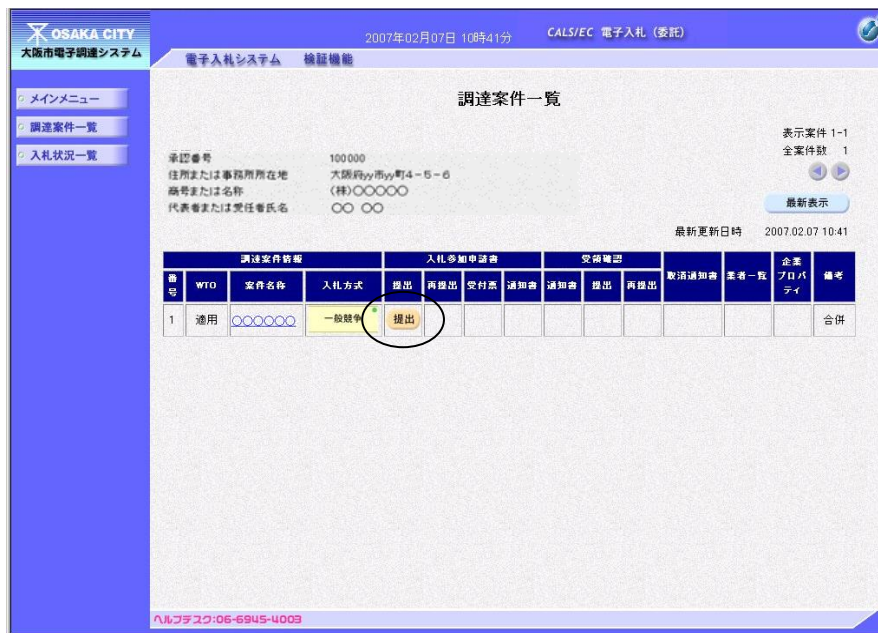 OSAKA CITY
大阪市電子調達システム
2007年02月07日 10時41分
CALS/EC 電子入札（委託）
電子入札システム 検証機能
メインメニュー
調達案件一覧
入札状況一覧
調達案件一覧
表示案件 1-1
全案件数 1
承認番号 100000
住所または事務所所在地 大阪府yy市yy町4-5-6
商号または名称 (株)○○○○○
代表者または受任者氏名 ○○ ○○
最新表示
最新更新日時 2007.02.07 10:41
調達案件情報 入札参加申請書 受領確認 取消通知書 業者一覧 企業プロパティ 備考
番号 WTO 案件名称 入札方式 提出 再提出 受付票 通知書 通知書 提出 再提出
1 適用 ○○○○○○ 一般競争 提出 合併
ヘルプデスク:06-6945-4003